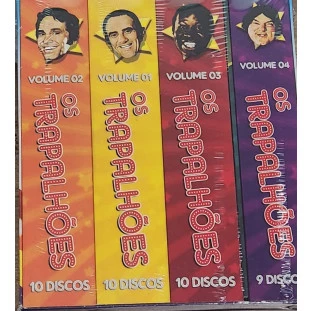 VOLUME 02
OS TRAPALHÕES
10 DISCOS
VOLUME 01
OS TRAPALHÕES
10 DISCOS
VOLUME 03
OS TRAPALHÕES
10 DISCOS
VOLUME 04
OS TRAPALHÕES
9 DISCOS